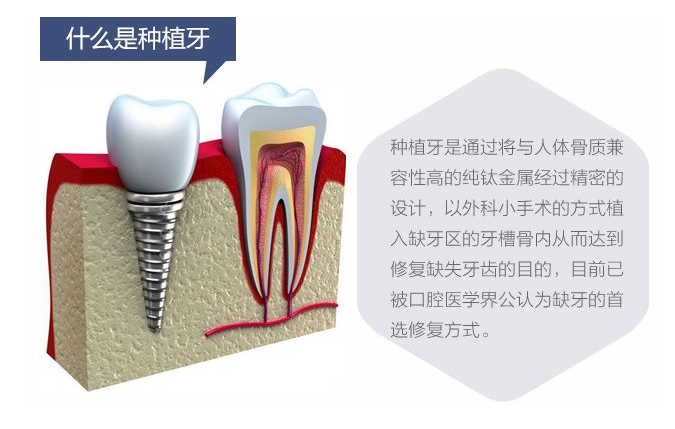 什么是种植牙
种植牙是通过将与人体骨质兼
容性高的纯钛金属经过精密的
设计，以外科小手术的方式植
入缺牙区的牙槽骨内从而达到
修复缺失牙齿的目的，目前已
被口腔医学界公认为缺牙的首
选修复方式。